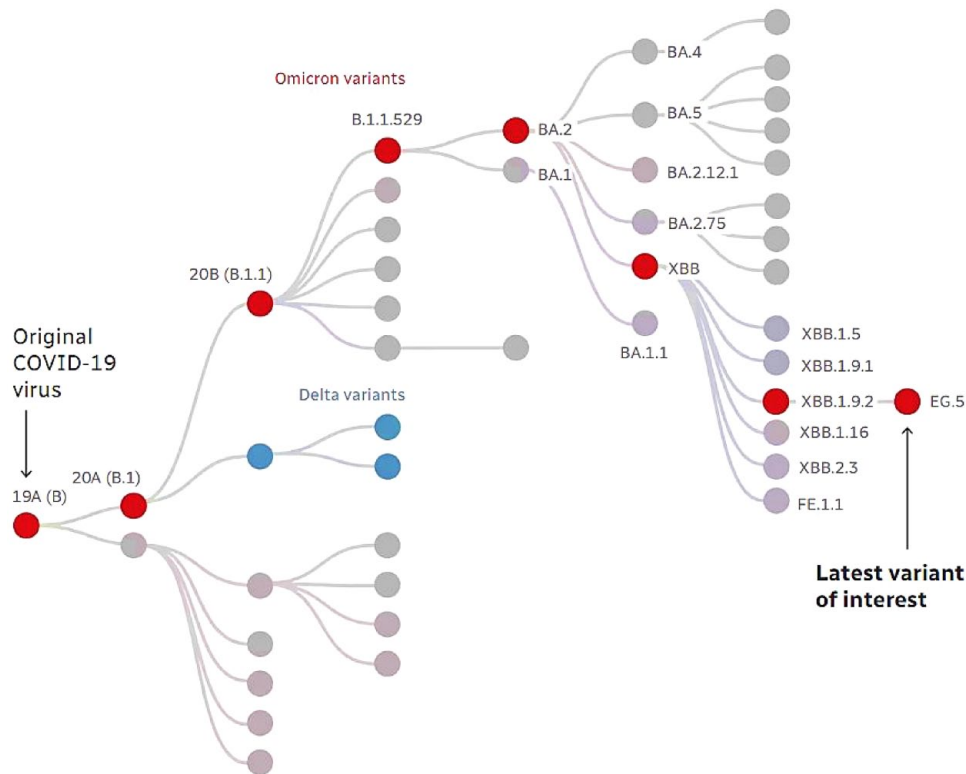 BA.4
Omicron variants
B.1.1.529
BA.5
BA.2
BA.1
BA.2.12.1
BA.2.75
20B (B.1.1)
XBB
Original
COVID-19
virus
BA.1.1
XBB.1.5
XBB.1.9.1
Delta variants
XBB.1.9.2
EG.5
XBB.1.16
XBB.2.3
20A (B.1)
19A (B)
FE.1.1
Latest variant
of interest